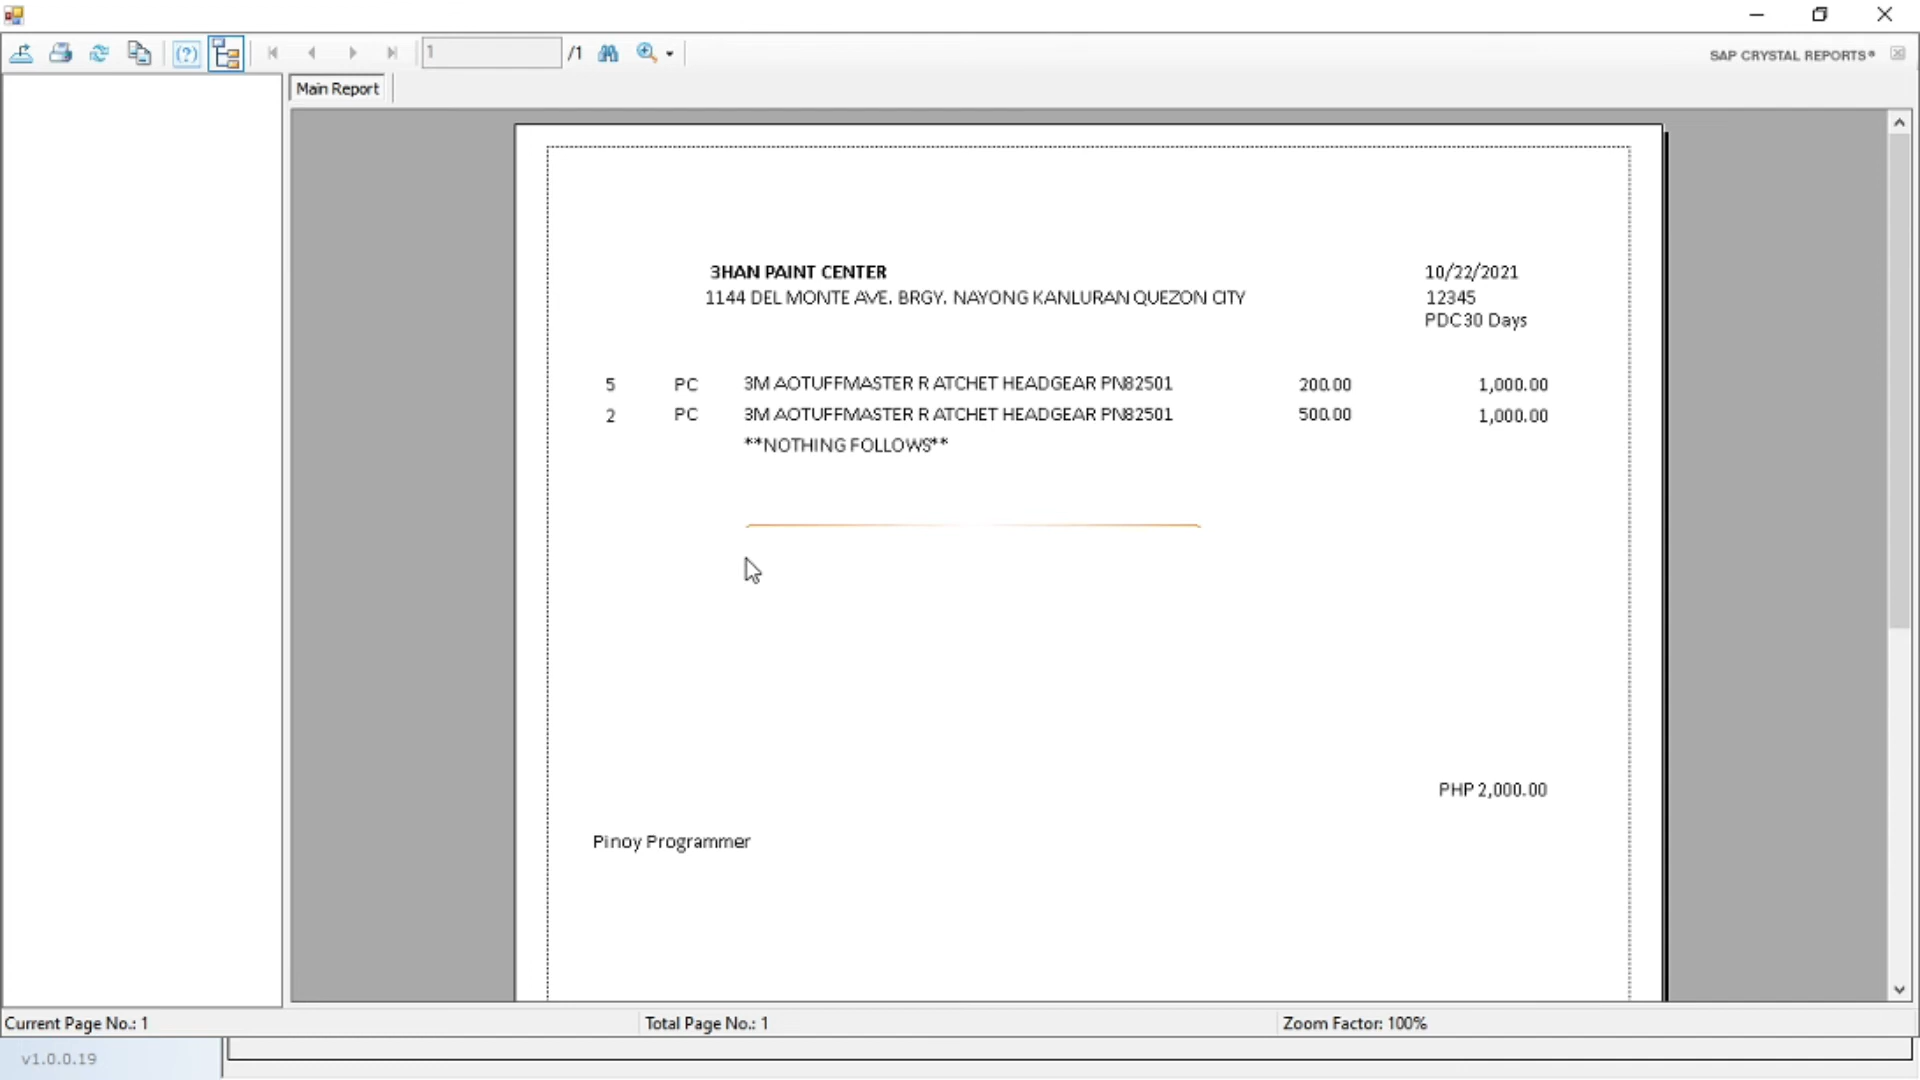 1 /1 SAP CRYSTAL REPORTS®
Main Report
3HAN PAINT CENTER 10/22/2021
1144 DEL MONTE AVE. BRGY. NAYONG KANLURAN QUEZON CITY 12345
PDC30 Days
5 PC 3M AOTUFFMASTER RATCHET HEADGEAR PN82501 200.00 1,000.00
2 PC 3M AOTUFFMASTER RATCHET HEADGEAR PN82501 500.00 1,000.00
**NOTHING FOLLOWS**
PHP 2,000.00
Pinoy Programmer
Current Page No.: 1 Total Page No.: 1 Zoom Factor: 100%
v1.0.0.19